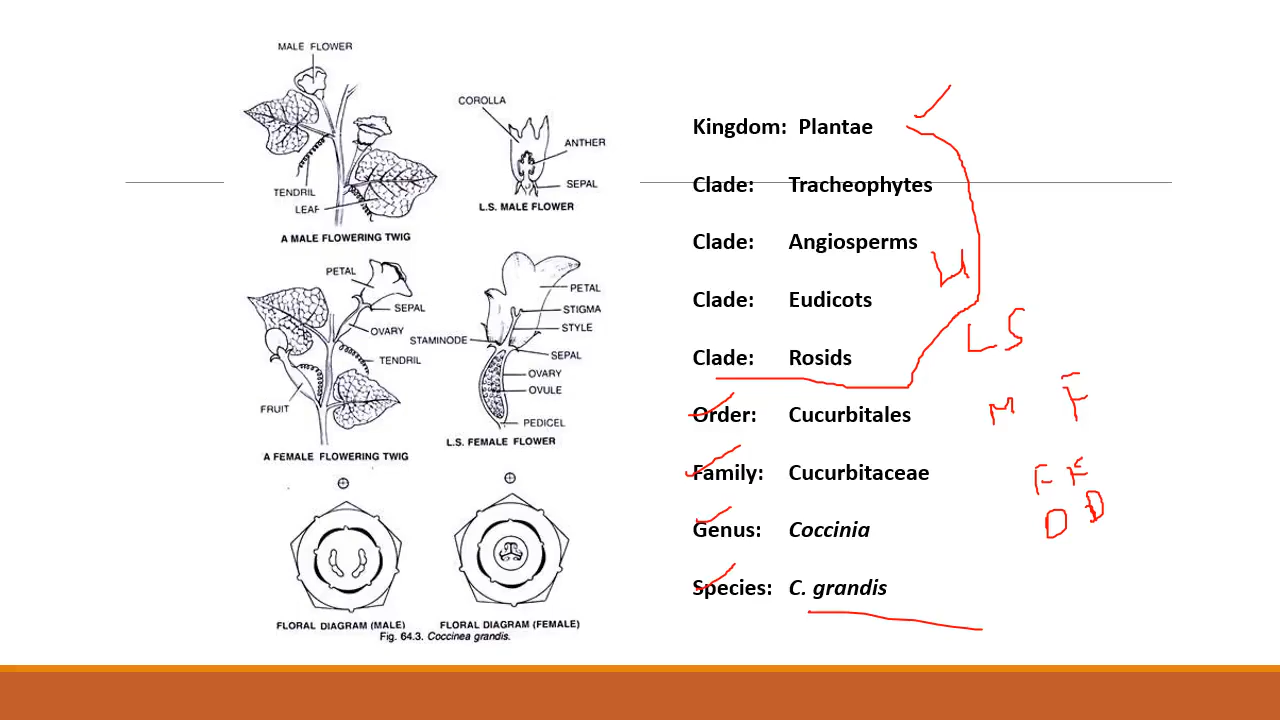 MALE FLOWER
TENDRIL
LEAF
A MALE FLOWERING TWIG
COROLLA
ANTHER
SEPAL
L.S. MALE FLOWER
PETAL
SEPAL
OVARY
TENDRIL
FRUIT
A FEMALE FLOWERING TWIG
PETAL
STIGMA
STYLE
STAMINODE
SEPAL
OVARY
OVULE
PEDICEL
L.S. FEMALE FLOWER
FLORAL DIAGRAM (MALE)
FLORAL DIAGRAM (FEMALE)
Fig. 64.3. Coccinea grandis.
Kingdom: Plantae
Clade: Tracheophytes
Clade: Angiosperms
Clade: Eudicots
Clade: Rosids
Order: Cucurbitales
Family: Cucurbitaceae
Genus: Coccinia
Species: C. grandis
L S
M F
F F
D D